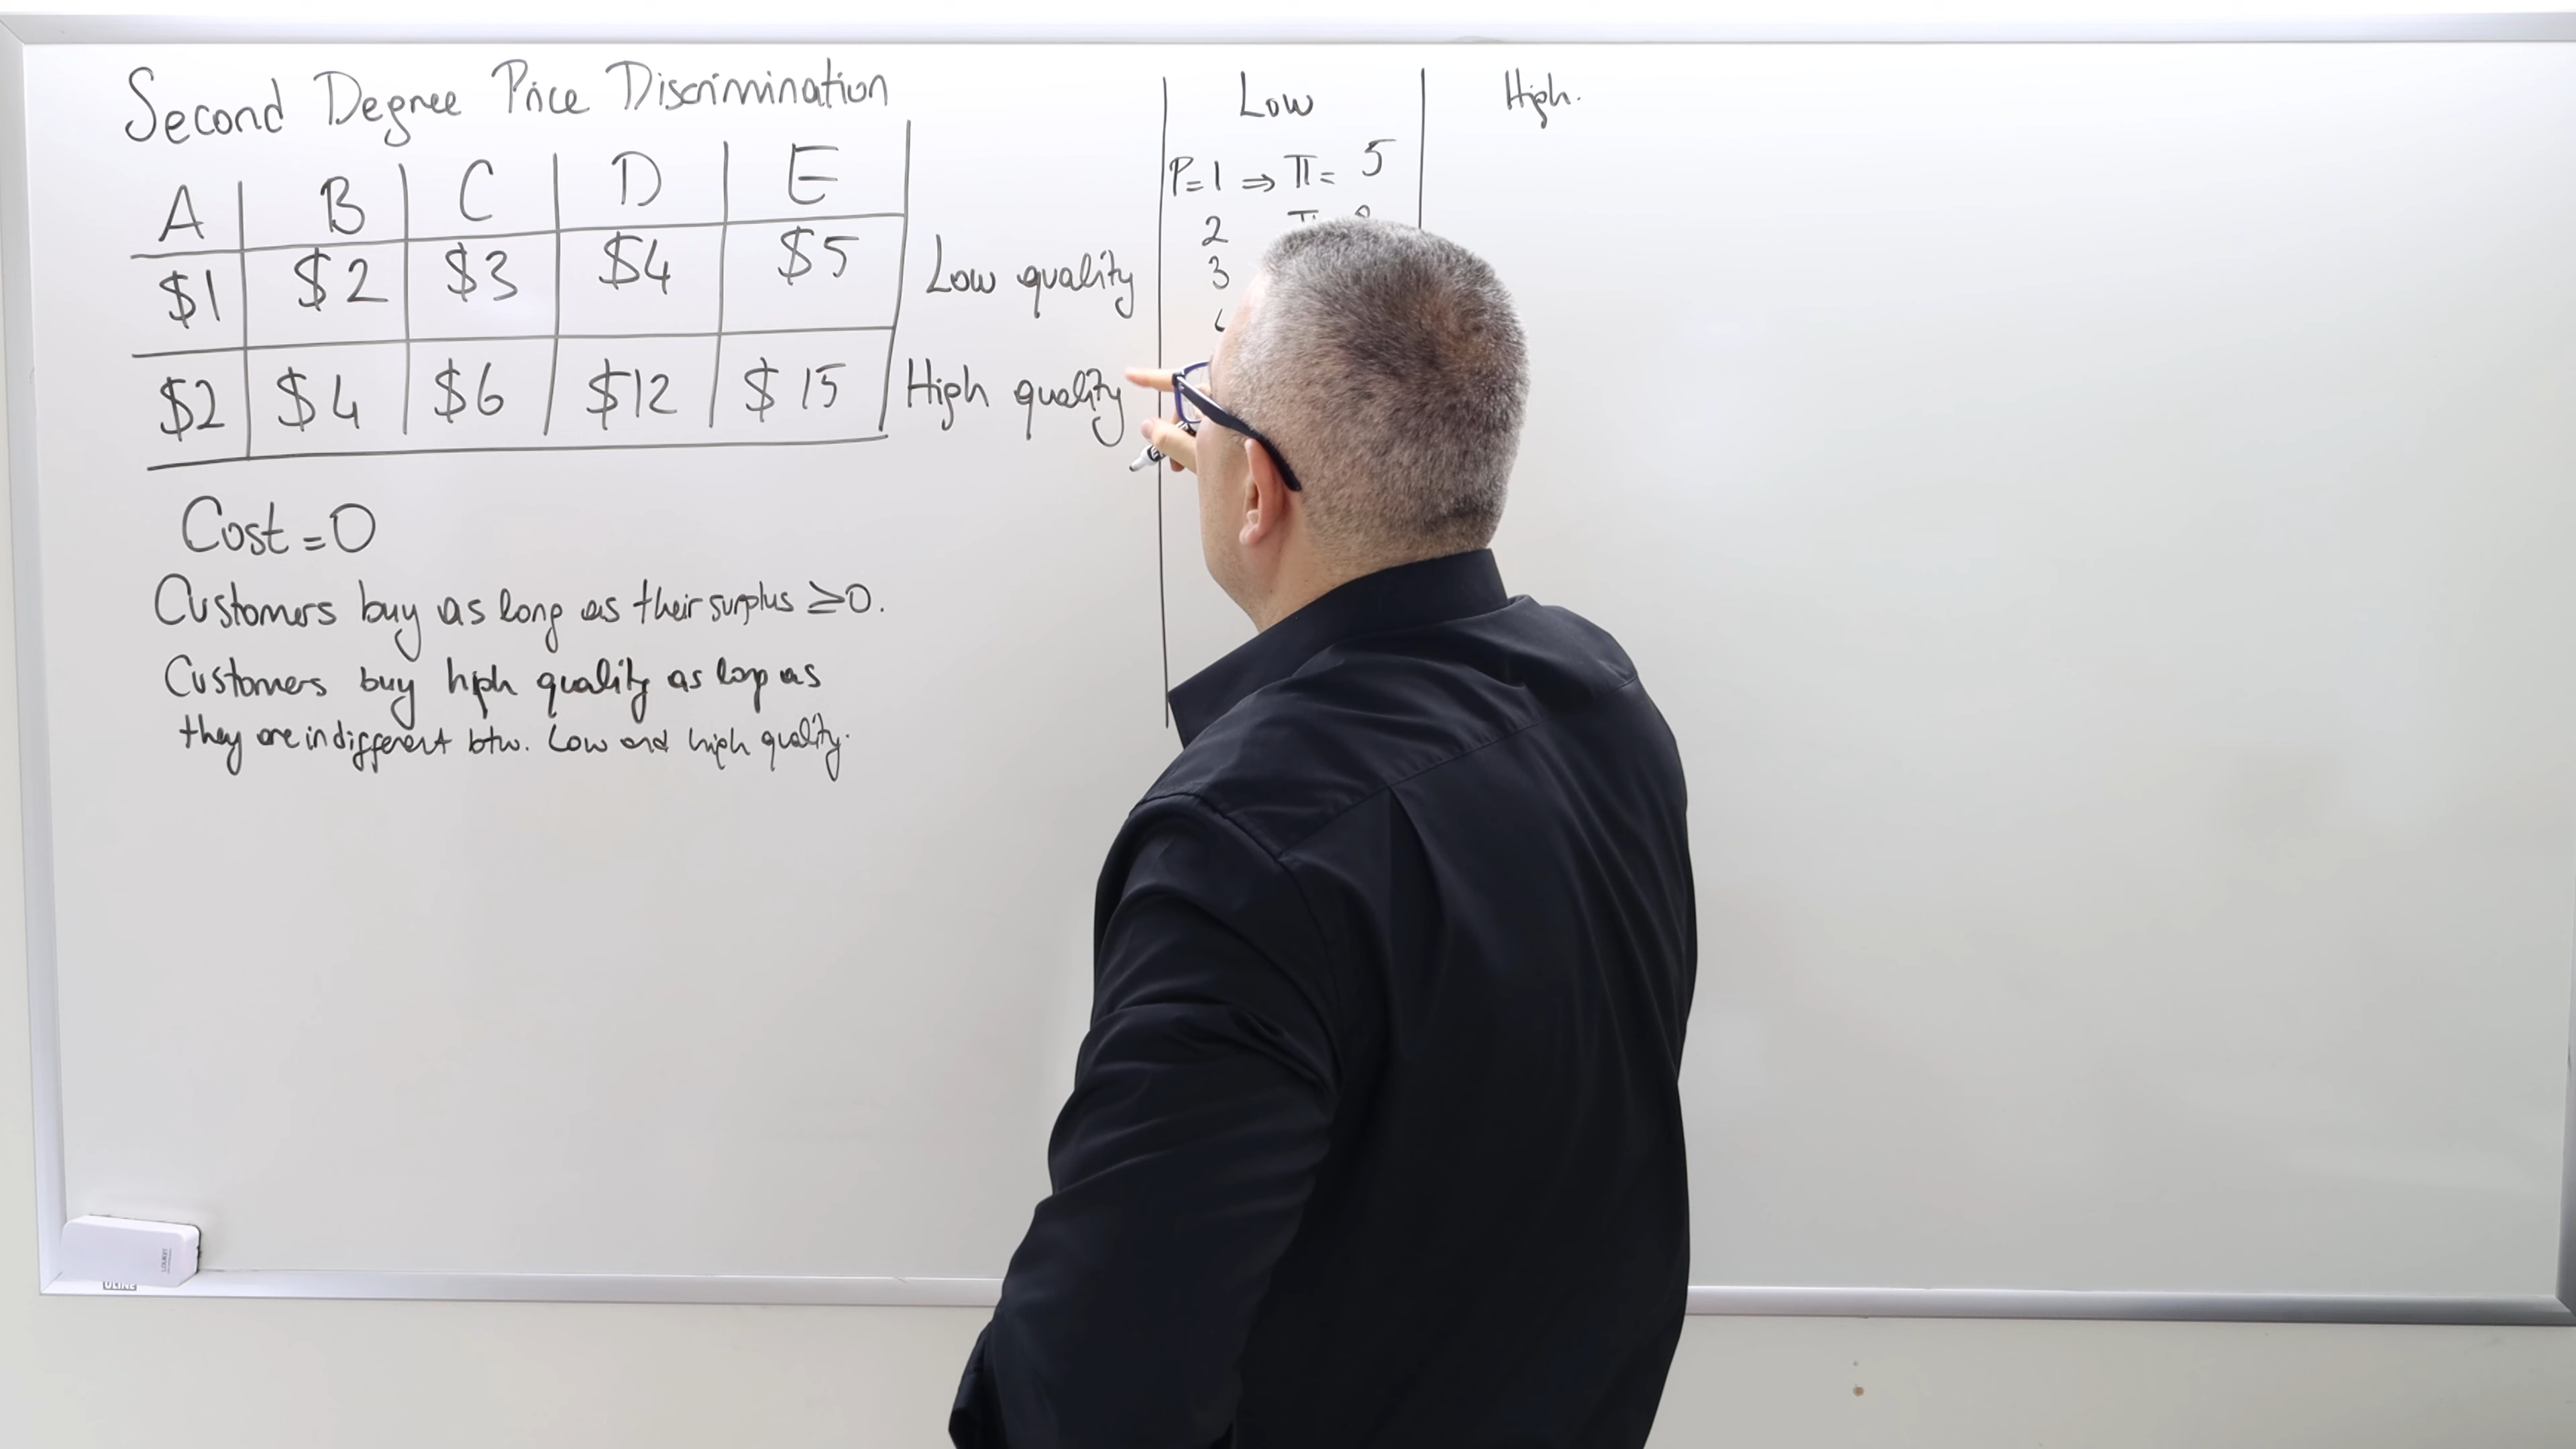 Second Degree Price Discrimination
A B C D E
$1 $2 $3 $4 $5 Low quality
$2 $4 $6 $12 $15 High quality
Cost = 0
Customers buy as long as their surplus ≥0.
Customers buy high quality as long as
they are indifferent btw. Low and high quality.
Low
P=1 ⇒ Π= 5
2
3
High.
ULINE